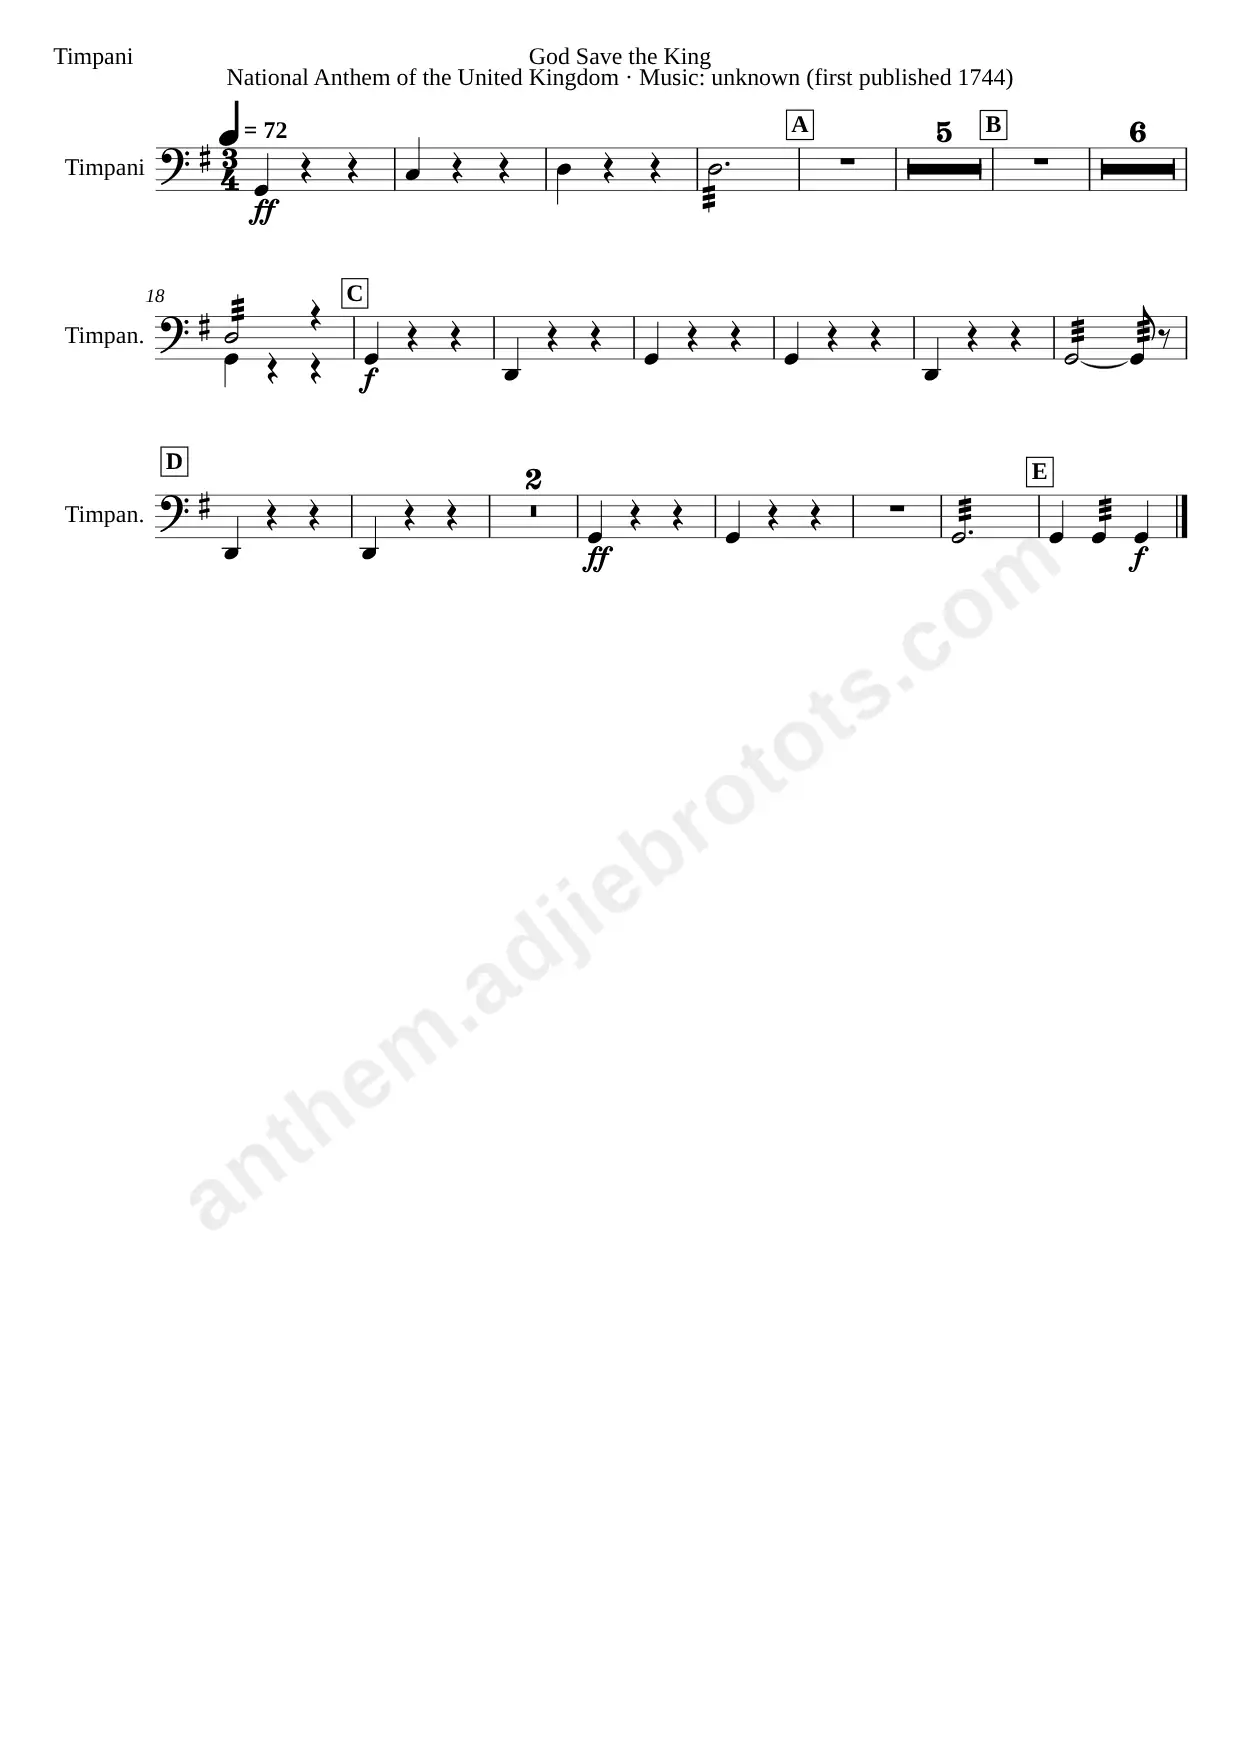 Timpani
God Save the King
National Anthem of the United Kingdom · Music: unknown (first published 1744)
= 72
A
5
B
6
Timpani
3
4
ff
18
C
Timpan.
f
D
2
E
Timpan.
ff
f
anthem.adjiebrotots.com